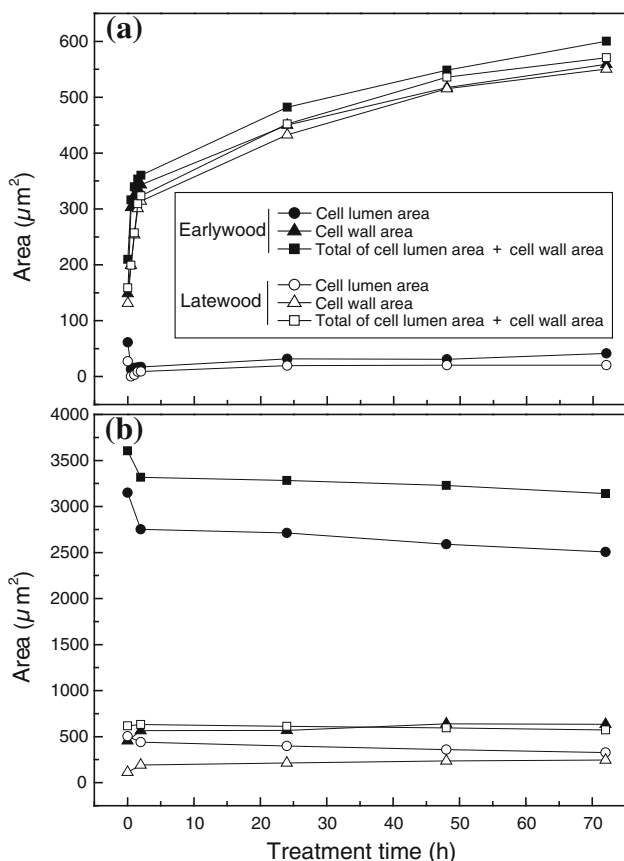 (a)
600
500
400
300
200
100
0
Area (μm²)
Earlywood
Cell lumen area
Cell wall area
Total of cell lumen area + cell wall area
Latewood
Cell lumen area
Cell wall area
Total of cell lumen area + cell wall area
(b)
4000
3500
3000
2500
2000
1500
1000
500
0
Area (μm²)
0 10 20 30 40 50 60 70
Treatment time (h)